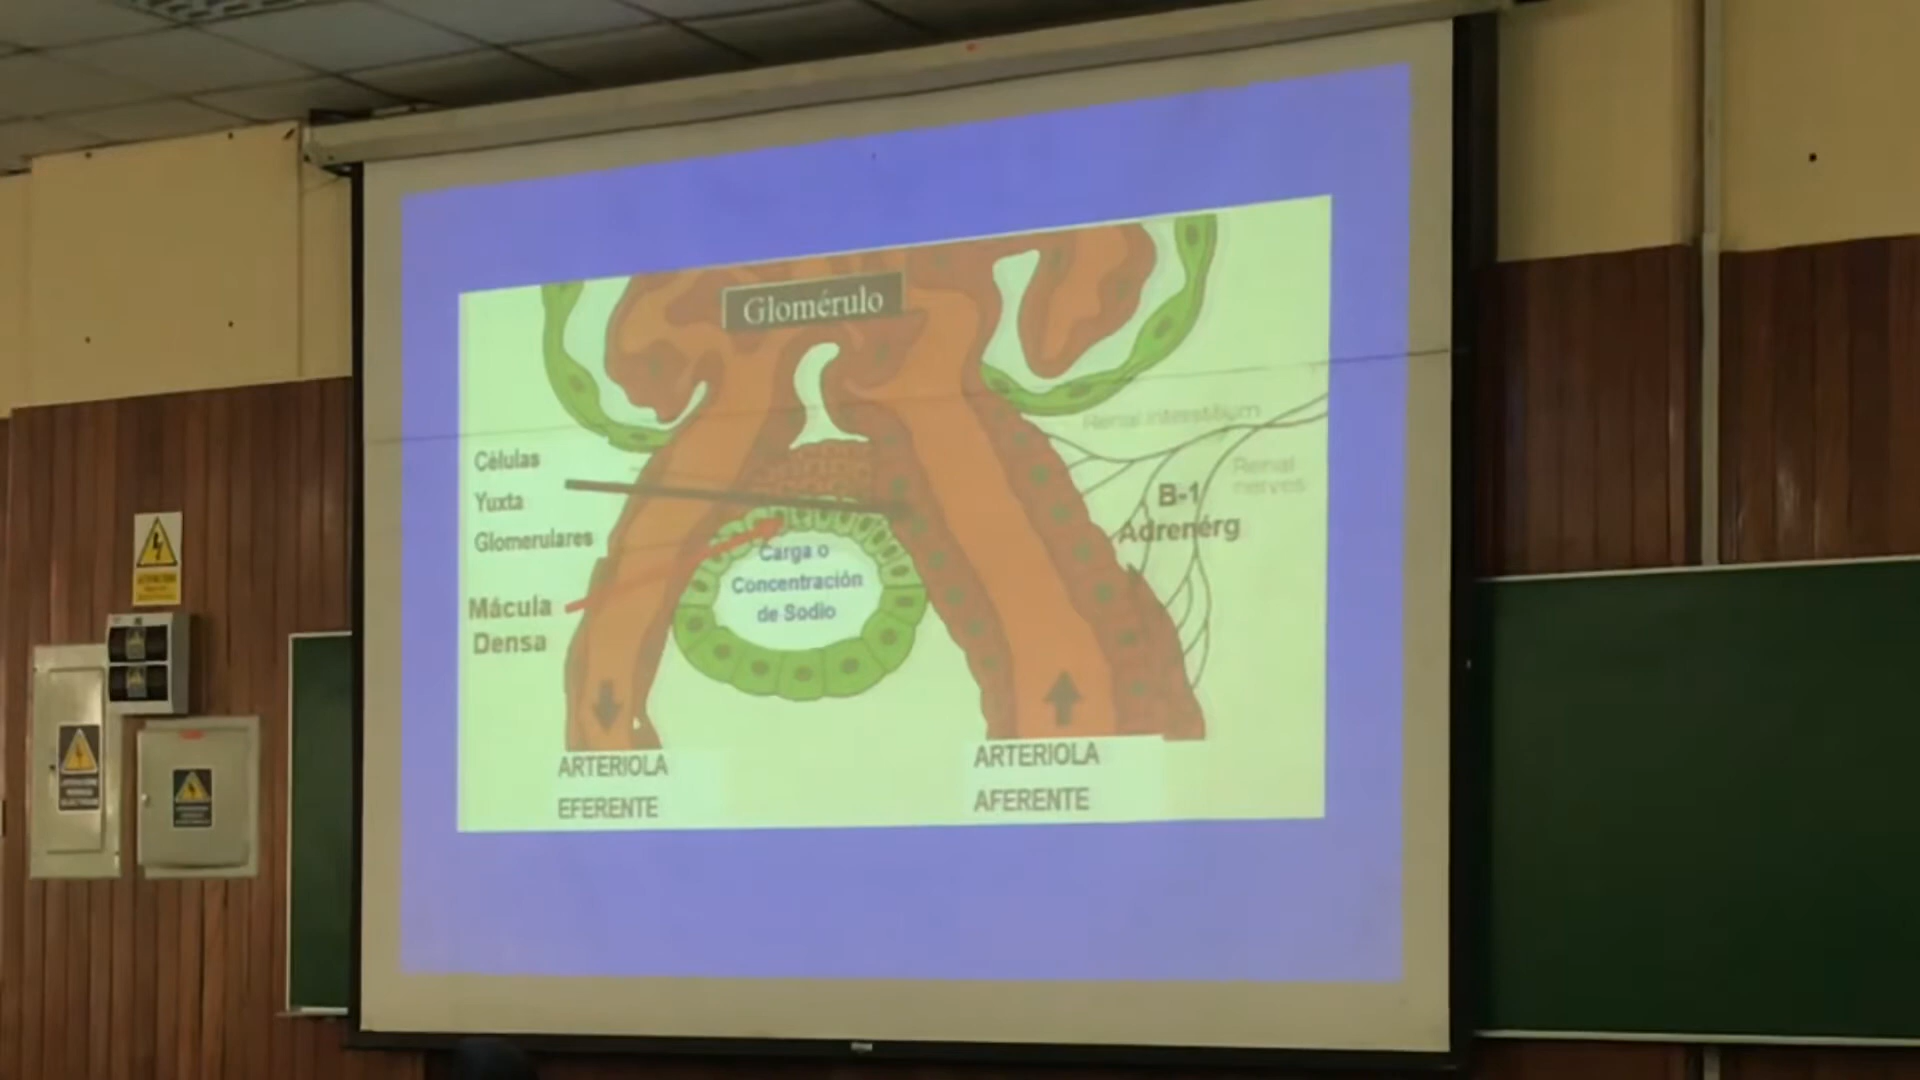 Glomérulo
Renal interstitium
Células
Yuxta
Glomerulares
Renal
nerves
B-1
Adrenérg
Carga o
Concentración
de Sodio
Mácula
Densa
ARTERIOLA
EFERENTE
ARTERIOLA
AFERENTE